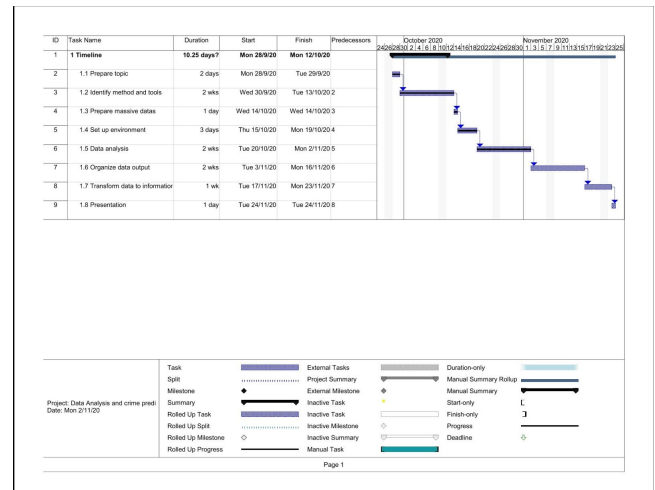 ID Task Name Duration Start Finish Predecessors October 2020 November 2020
24 26 28 30 2 4 6 8 10 12 14 16 18 20 22 24 26 28 30 1 3 5 7 9 11 13 15 17 19 21 23 25
1 1 Timeline 10.25 days? Mon 28/9/20 Mon 12/10/20
2 1.1 Prepare topic 2 days Mon 28/9/20 Tue 29/9/20
3 1.2 Identify method and tools 2 wks Wed 30/9/20 Tue 13/10/20 2
4 1.3 Prepare massive datas 1 day Wed 14/10/20 Wed 14/10/20 3
5 1.4 Set up environment 3 days Thu 15/10/20 Mon 19/10/20 4
6 1.5 Data analysis 2 wks Tue 20/10/20 Mon 2/11/20 5
7 1.6 Organize data output 2 wks Tue 3/11/20 Mon 16/11/20 6
8 1.7 Transform data to information 1 wk Tue 17/11/20 Mon 23/11/20 7
9 1.8 Presentation 1 day Tue 24/11/20 Tue 24/11/20 8
Project: Data Analysis and crime predi
Date: Mon 2/11/20
Task External Tasks Duration-only
Split Project Summary Manual Summary Rollup
Milestone External Milestone Manual Summary
Summary Inactive Task Start-only
Rolled Up Task Inactive Task Finish-only
Rolled Up Split Inactive Milestone Progress
Rolled Up Milestone Inactive Summary Deadline
Rolled Up Progress Manual Task
Page 1